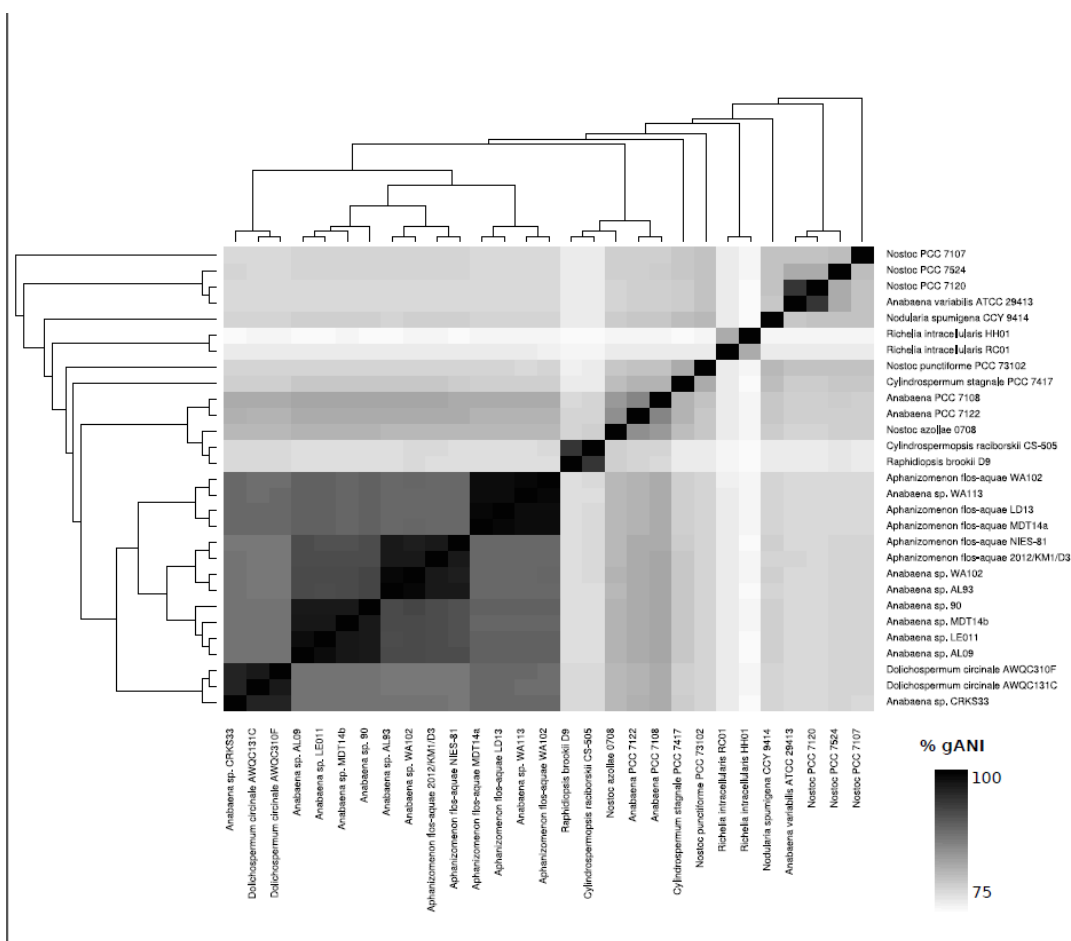 Nostoc PCC 7107
Nostoc PCC 7524
Nostoc PCC 7120
Anabaena variabilis ATCC 29413
Nodularia spumigena CCY 9414
Richelia intracellularis HH01
Richelia intracellularis RC01
Nostoc punctiforme PCC 73102
Cylindrospermum stagnale PCC 7417
Anabaena PCC 7108
Anabaena PCC 7122
Nostoc azollae 0708
Cylindrospermopsis raciborskii CS-505
Raphidiopsis brookii D9
Aphanizomenon flos-aquae WA102
Anabaena sp. WA113
Aphanizomenon flos-aquae LD13
Aphanizomenon flos-aquae MDT14a
Aphanizomenon flos-aquae NIES-81
Aphanizomenon flos-aquae 2012/KM1/D3
Anabaena sp. WA102
Anabaena sp. AL93
Anabaena sp. 90
Anabaena sp. MDT14b
Anabaena sp. LE011
Anabaena sp. AL09
Dolichospermum circinale AWQC310F
Dolichospermum circinale AWQC131C
Anabaena sp. CRKS33
Anabaena sp. CRKS33
Dolichospermum circinale AWQC131C
Dolichospermum circinale AWQC310F
Anabaena sp. AL09
Anabaena sp. LE011
Anabaena sp. MDT14b
Anabaena sp. 90
Anabaena sp. AL93
Anabaena sp. WA102
Aphanizomenon flos-aquae 2012/KM1/D3
Aphanizomenon flos-aquae NIES-81
Aphanizomenon flos-aquae MDT14a
Aphanizomenon flos-aquae LD13
Anabaena sp. WA113
Aphanizomenon flos-aquae WA102
Raphidiopsis brookii D9
Cylindrospermopsis raciborskii CS-505
Nostoc azollae 0708
Anabaena PCC 7122
Anabaena PCC 7108
Cylindrospermum stagnale PCC 7417
Nostoc punctiforme PCC 73102
Richelia intracellularis RC01
Richelia intracellularis HH01
Nodularia spumigena CCY 9414
Anabaena variabilis ATCC 29413
Nostoc PCC 7120
Nostoc PCC 7524
Nostoc PCC 7107
% gANI
100
75